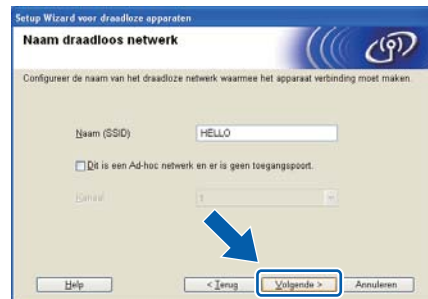 Setup Wizard voor draadloze apparaten
Naam draadloos netwerk
Configureer de naam van het draadloze netwerk waarmee het apparaat verbinding moet maken.
Naam (SSID) HELLO
Dit is een Ad-hoc netwerk en er is geen toegangspoort.
Kanaal 1
Help < Terug Volgende > Annuleren